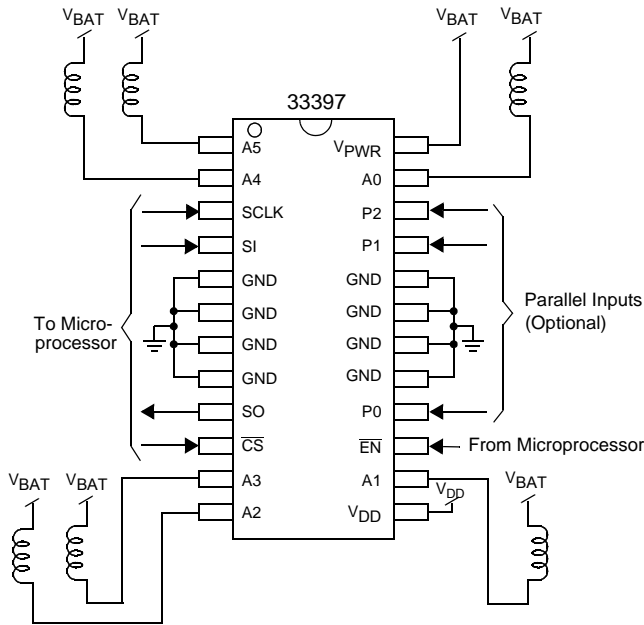 VBAT
VBAT
VBAT
VBAT
33397
A5
VPWR
A4
A0
SCLK
P2
SI
P1
GND
GND
GND
GND
GND
GND
GND
GND
To Micro-
processor
Parallel Inputs
(Optional)
SO
P0
CS
EN
From Microprocessor
A3
A1
A2
VDD
VDD
VBAT
VBAT
VBAT